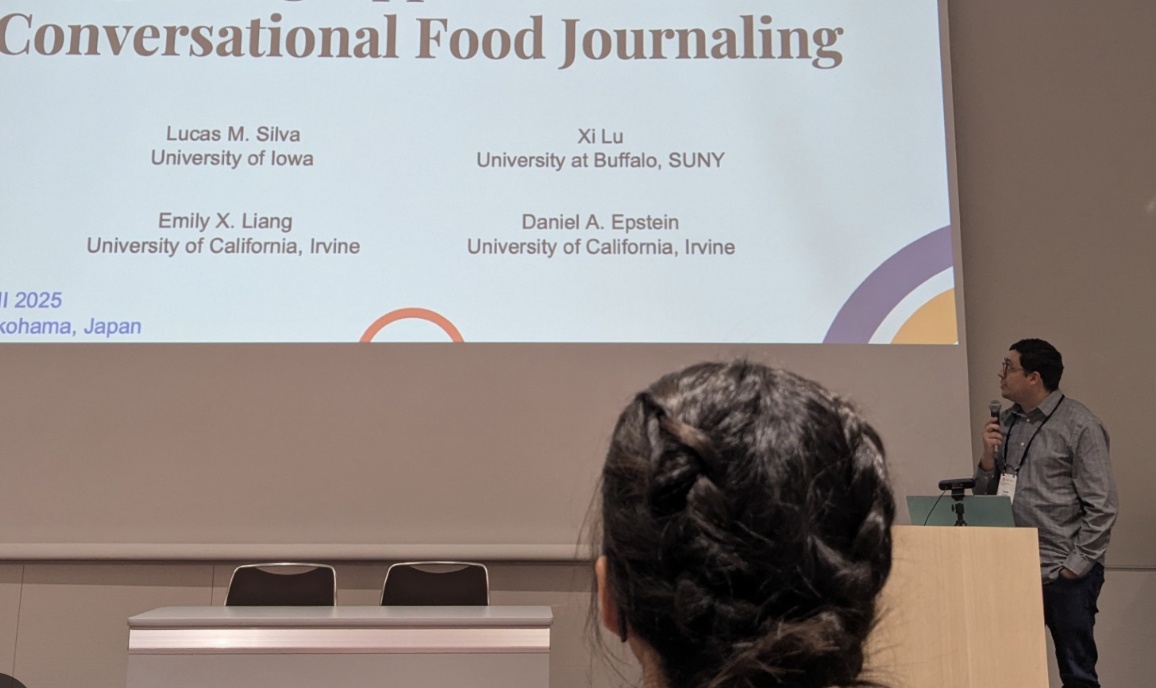 Conversational Food Journaling
Lucas M. Silva
University of Iowa
Xi Lu
University at Buffalo, SUNY
Emily X. Liang
University of California, Irvine
Daniel A. Epstein
University of California, Irvine
2025
Japan